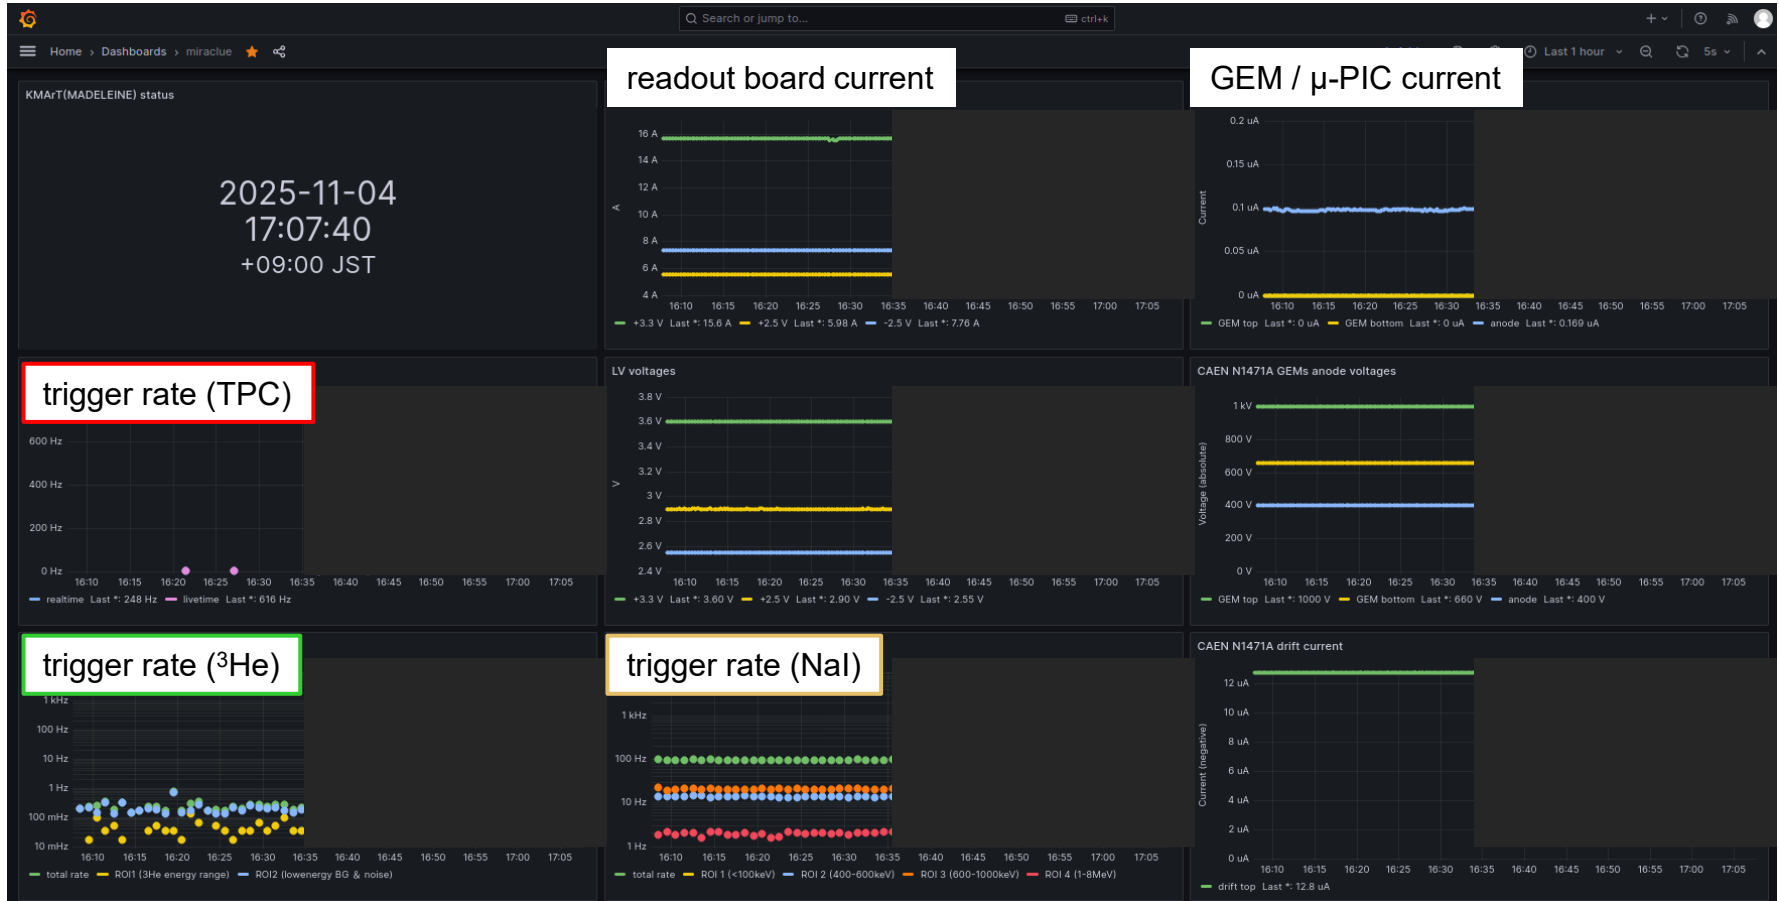 Search or jump to...
ctrl+k
Home › Dashboards › miraclue
Last 1 hour
5s
KMArT(MADELEINE) status
2025-11-04
17:07:40
+09:00 JST
readout board current
16 A
14 A
12 A
10 A
8 A
6 A
4 A
A
16:10 16:15 16:20 16:25 16:30 16:35 16:40 16:45 16:50 16:55 17:00 17:05
+3.3 V Last *: 15.6 A +2.5 V Last *: 5.98 A -2.5 V Last *: 7.76 A
GEM / μ-PIC current
0.2 uA
0.15 uA
0.1 uA
0.05 uA
0 uA
Current
16:10 16:15 16:20 16:25 16:30 16:35 16:40 16:45 16:50 16:55 17:00 17:05
GEM top Last *: 0 uA GEM bottom Last *: 0 uA anode Last *: 0.169 uA
trigger rate (TPC)
600 Hz
400 Hz
200 Hz
0 Hz
16:10 16:15 16:20 16:25 16:30 16:35 16:40 16:45 16:50 16:55 17:00 17:05
realtime Last *: 248 Hz livetime Last *: 616 Hz
LV voltages
3.8 V
3.6 V
3.4 V
3.2 V
3 V
2.8 V
2.6 V
2.4 V
V
16:10 16:15 16:20 16:25 16:30 16:35 16:40 16:45 16:50 16:55 17:00 17:05
+3.3 V Last *: 3.60 V +2.5 V Last *: 2.90 V -2.5 V Last *: 2.55 V
CAEN N1471A GEMs anode voltages
1 kV
800 V
600 V
400 V
200 V
0 V
Voltage (absolute)
16:10 16:15 16:20 16:25 16:30 16:35 16:40 16:45 16:50 16:55 17:00 17:05
GEM top Last *: 1000 V GEM bottom Last *: 660 V anode Last *: 400 V
trigger rate (³He)
1 kHz
100 Hz
10 Hz
1 Hz
100 mHz
10 mHz
16:10 16:15 16:20 16:25 16:30 16:35 16:40 16:45 16:50 16:55 17:00 17:05
total rate ROI1 (3He energy range) ROI2 (lowenergy BG & noise)
trigger rate (NaI)
1 kHz
100 Hz
10 Hz
1 Hz
16:10 16:15 16:20 16:25 16:30 16:35 16:40 16:45 16:50 16:55 17:00 17:05
total rate ROI 1 (<100keV) ROI 2 (400-600keV) ROI 3 (600-1000keV) ROI 4 (1-8MeV)
CAEN N1471A drift current
12 uA
10 uA
8 uA
6 uA
4 uA
2 uA
0 uA
Current (negative)
16:10 16:15 16:20 16:25 16:30 16:35 16:40 16:45 16:50 16:55 17:00 17:05
drift top Last *: 12.8 uA